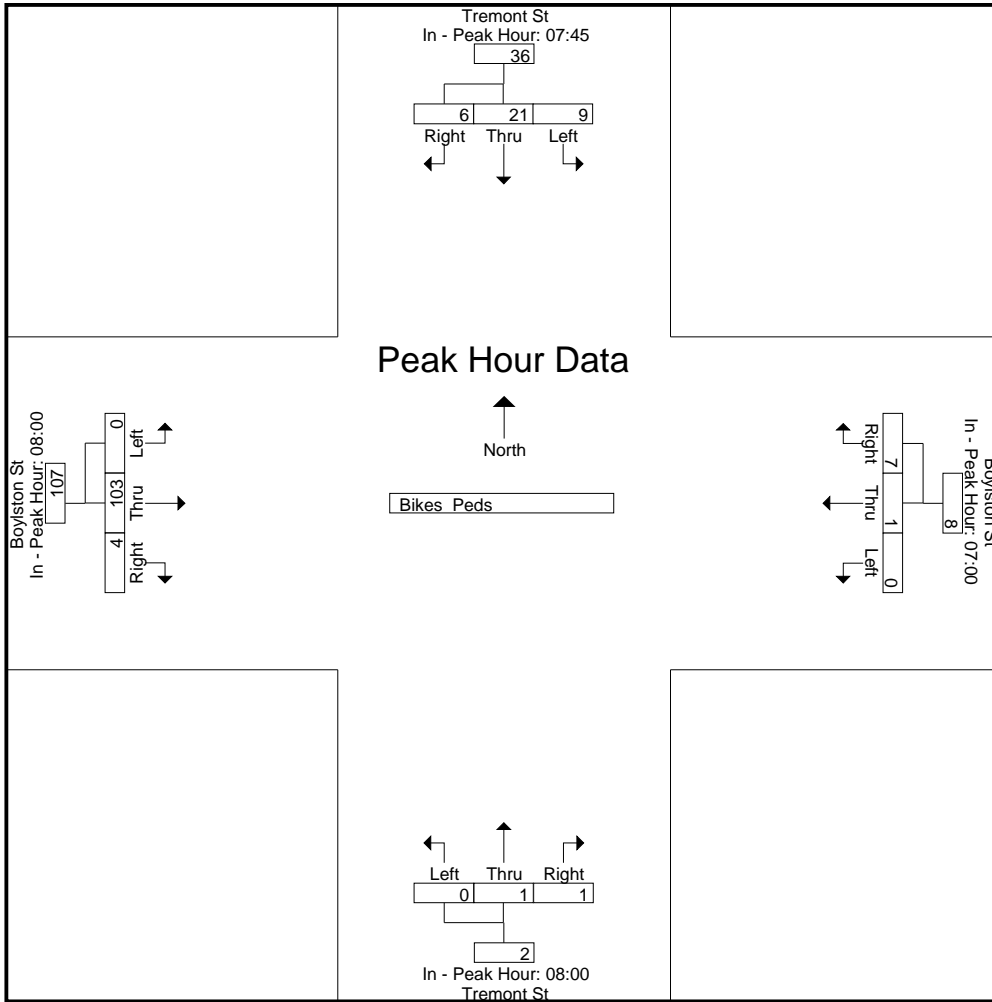 Tremont St
In - Peak Hour: 07:45
36
6 21 9
Right Thru Left
Peak Hour Data
North
Bikes Peds
Boylston St
In - Peak Hour: 08:00
107
0 103 4
Left Thru Right
Boylston St
In - Peak Hour: 07:00
8
7 1 0
Right Thru Left
Left Thru Right
0 1 1
2
In - Peak Hour: 08:00
Tremont St